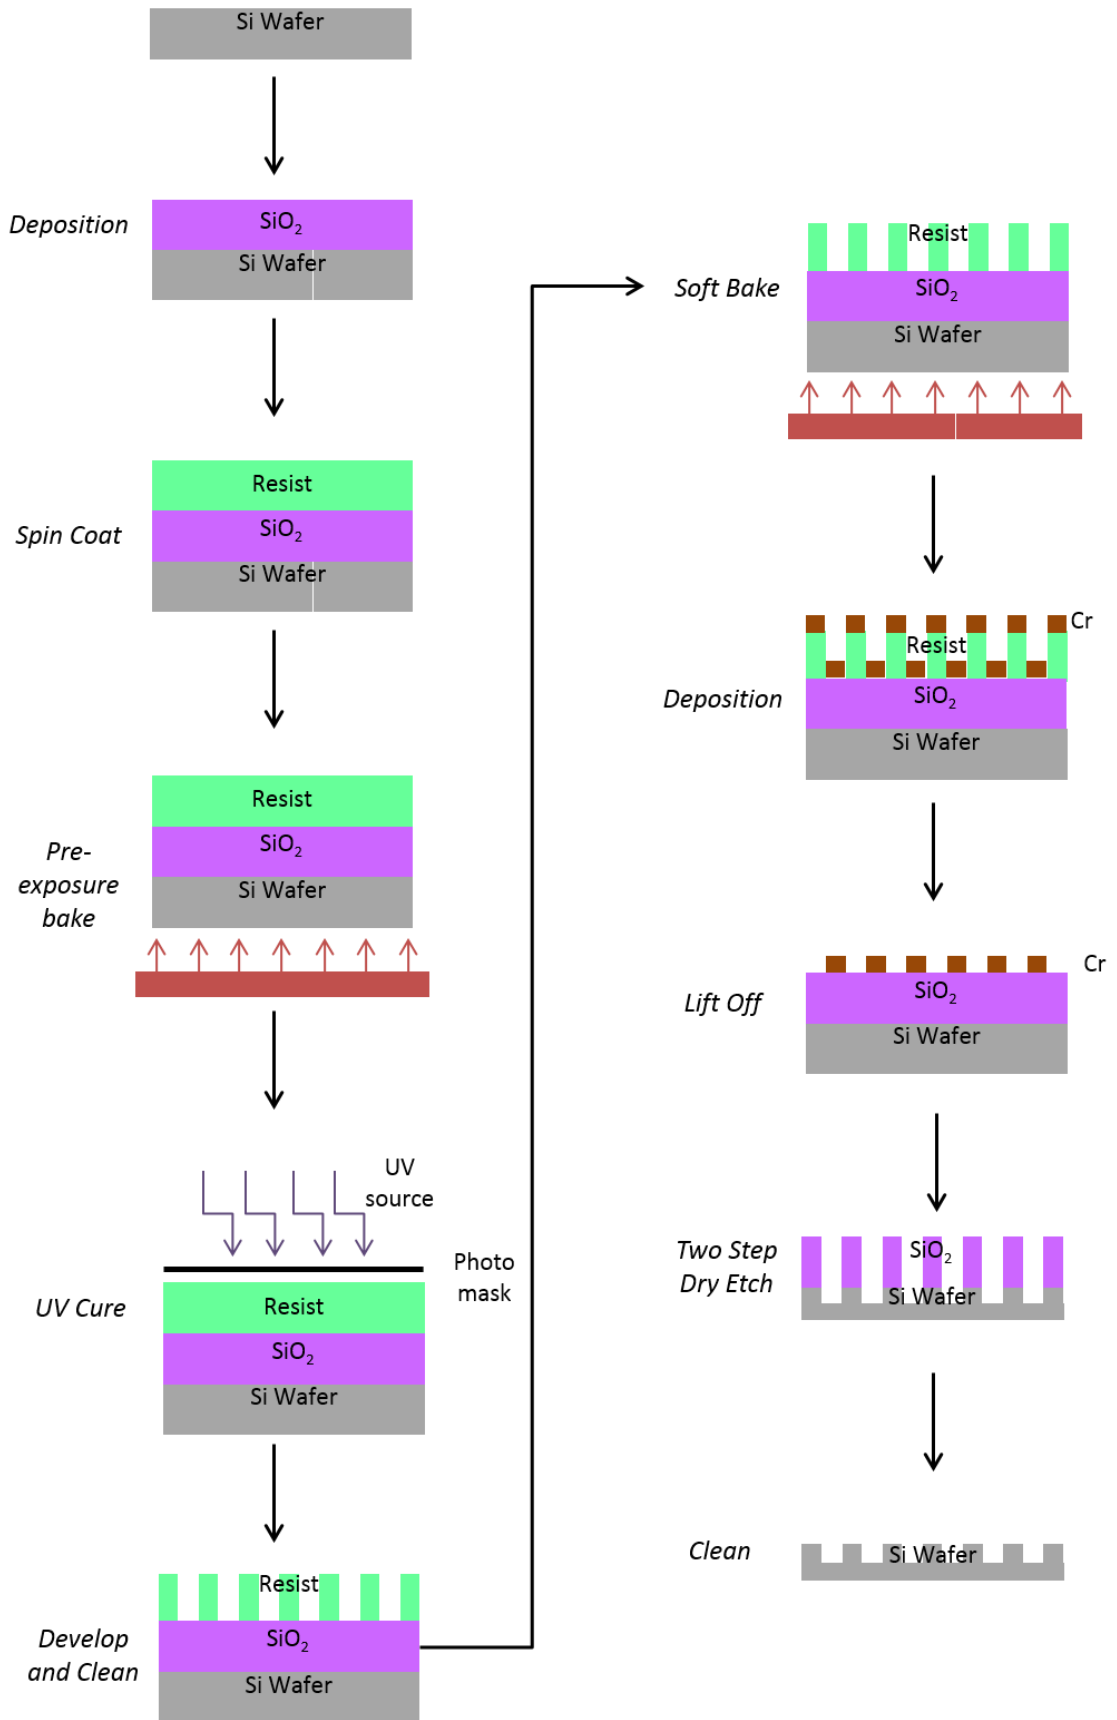 Si Wafer
Deposition
SiO₂
Si Wafer
Spin Coat
Resist
SiO₂
Si Wafer
Pre-
exposure
bake
Resist
SiO₂
Si Wafer
UV
source
Photo
mask
UV Cure
Resist
SiO₂
Si Wafer
Develop
and Clean
Resist
SiO₂
Si Wafer
Soft Bake
Resist
SiO₂
Si Wafer
Deposition
Cr
Resist
SiO₂
Si Wafer
Lift Off
Cr
SiO₂
Si Wafer
Two Step
Dry Etch
SiO₂
Si Wafer
Clean
Si Wafer